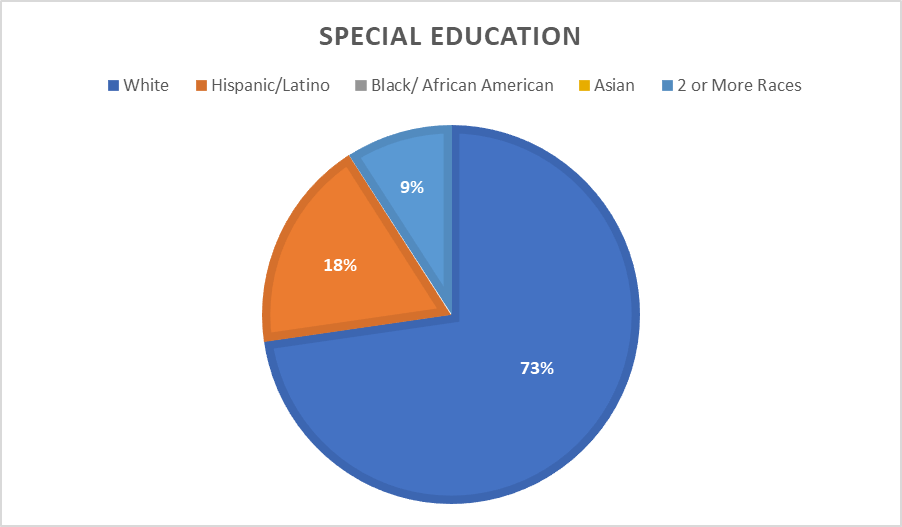 SPECIAL EDUCATION
White Hispanic/Latino Black/ African American Asian 2 or More Races
9%
18%
73%